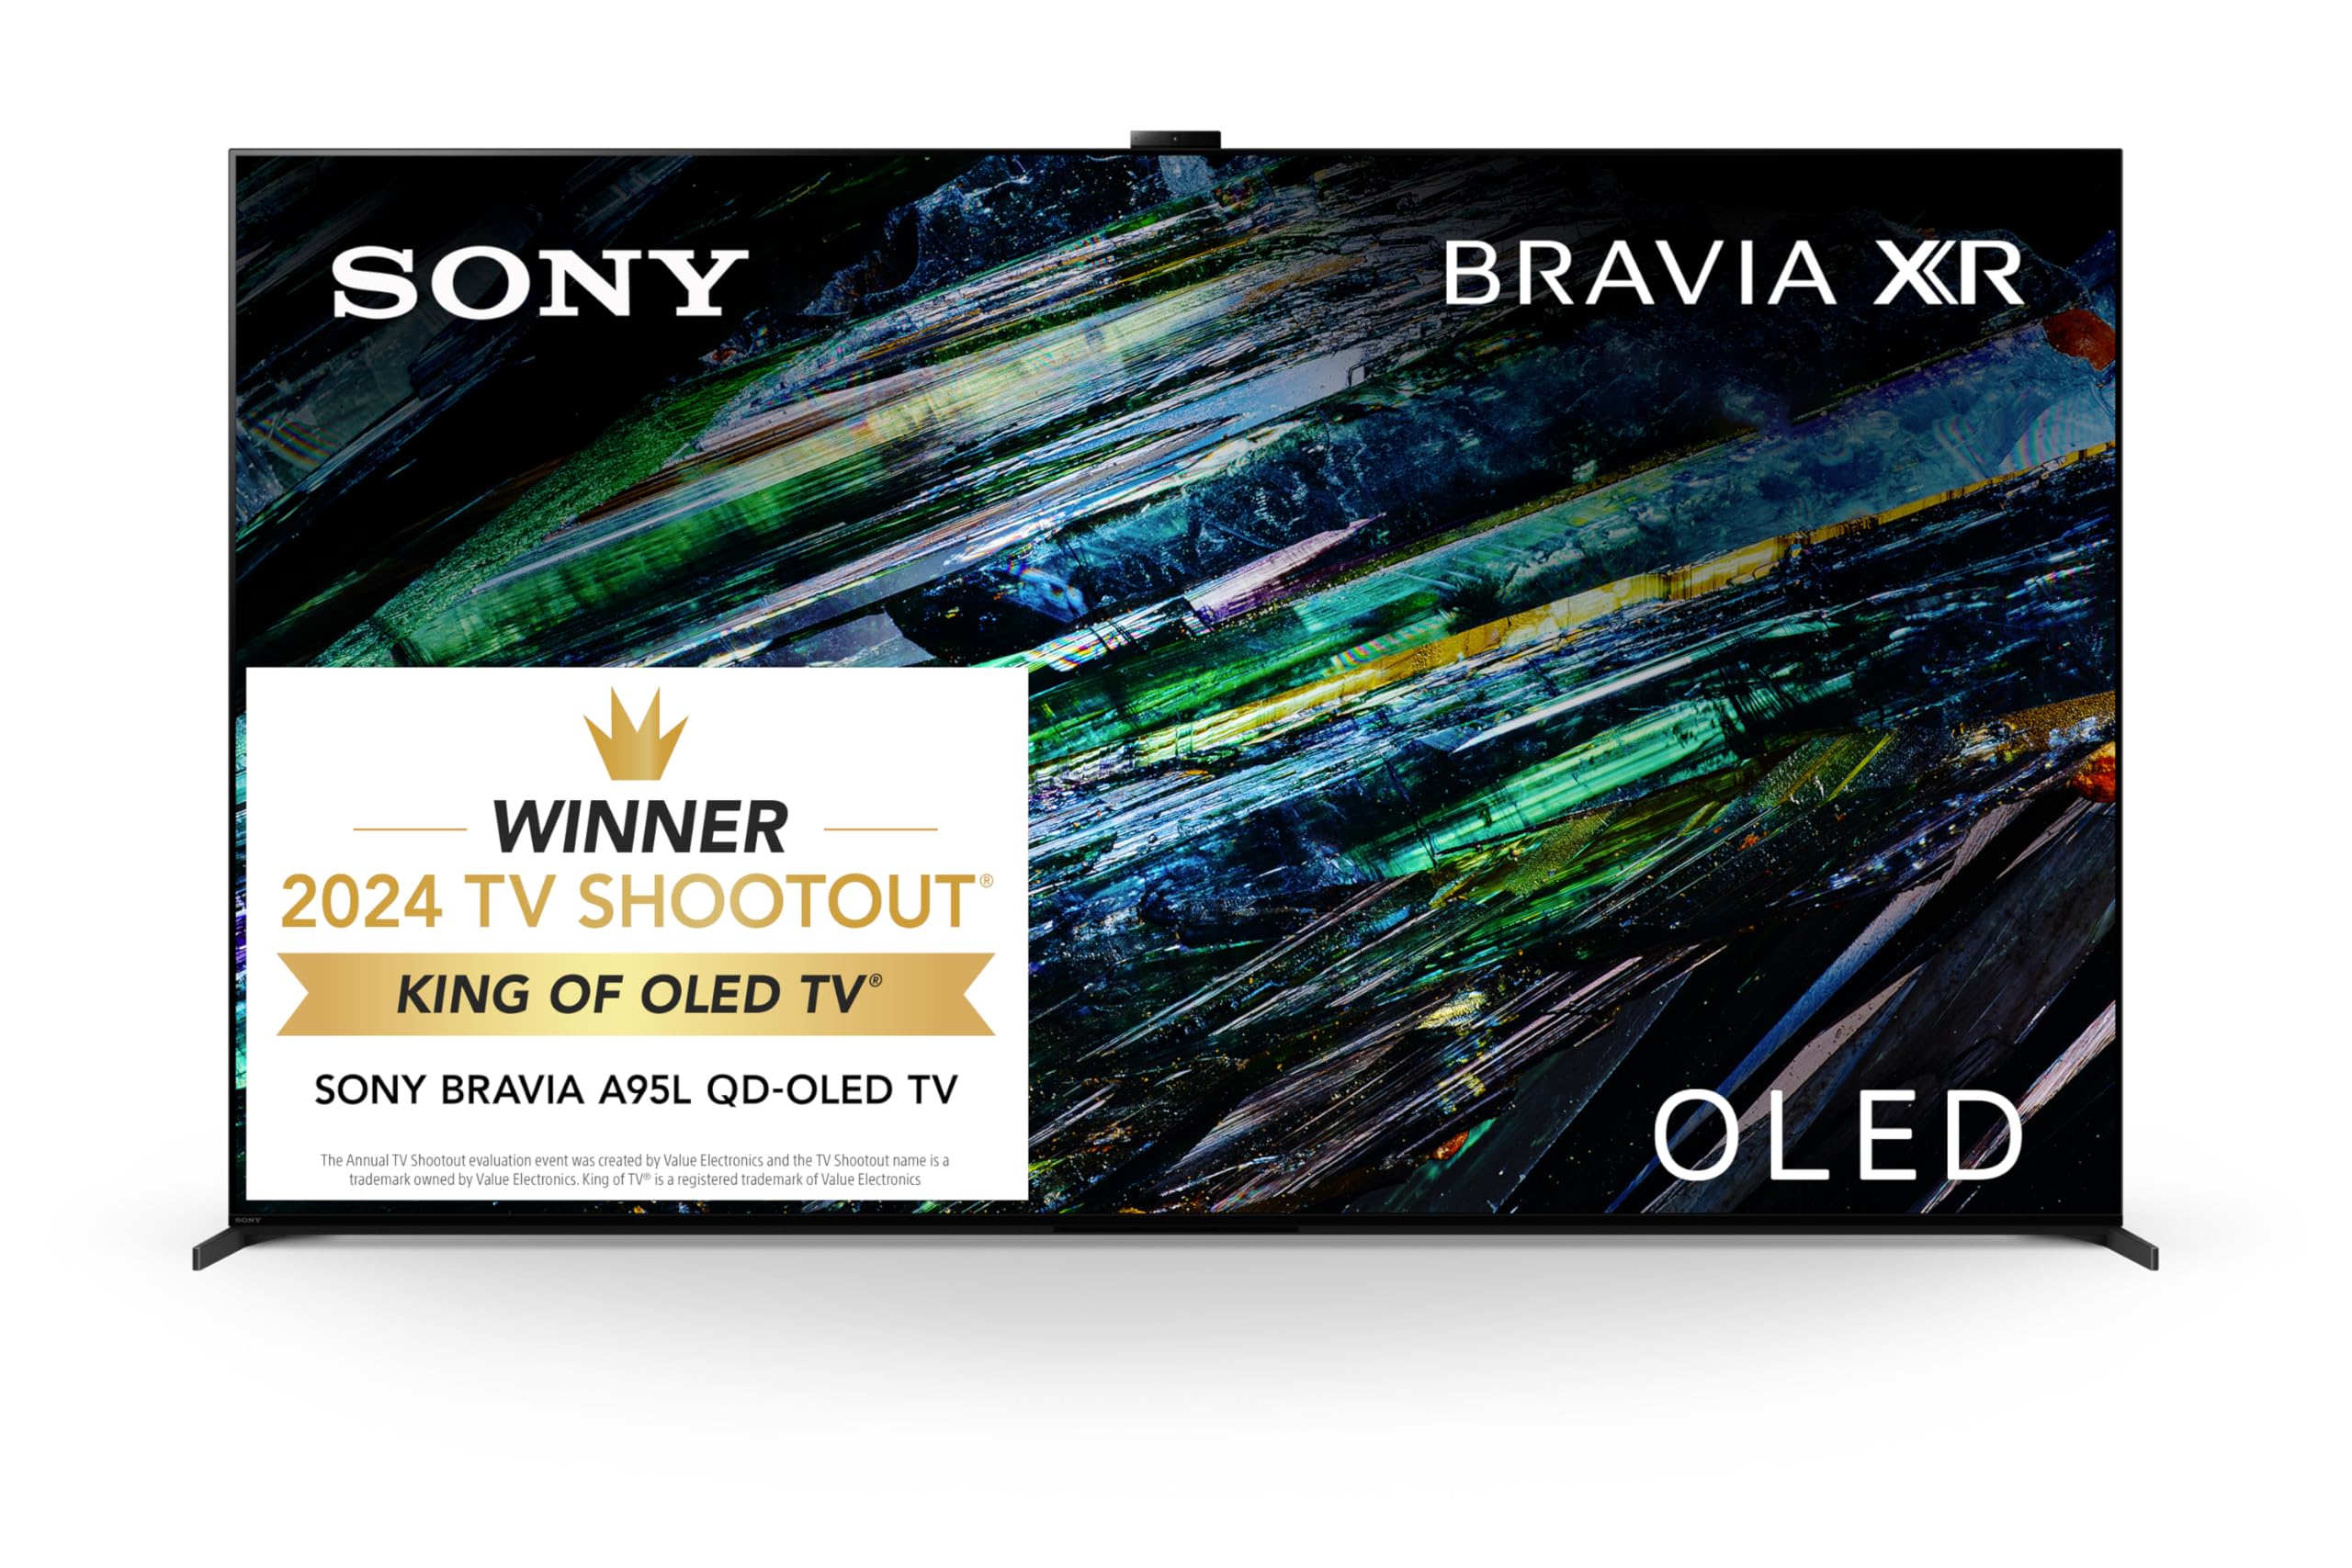 SONY
BRAVIA XR
WINNER
2024 TV SHOOTOUT®
KING OF OLED TV®
SONY BRAVIA A95L QD-OLED TV
The Annual TV Shootout evaluation event was created by Value Electronics and the TV Shootout name is a
trademark owned by Value Electronics. King of TV® is a registered trademark of Value Electronics
OLED
SONY